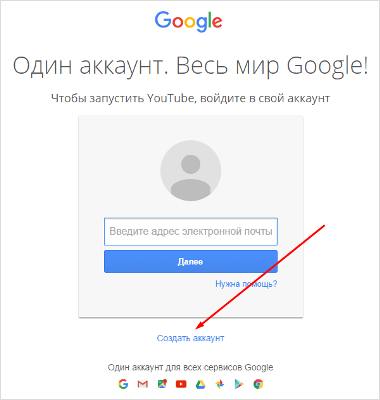 Google
Один аккаунт. Весь мир Google!
Чтобы запустить YouTube, войдите в свой аккаунт
Введите адрес электронной почты
Далее
Нужна помощь?
Создать аккаунт
Один аккаунт для всех сервисов Google